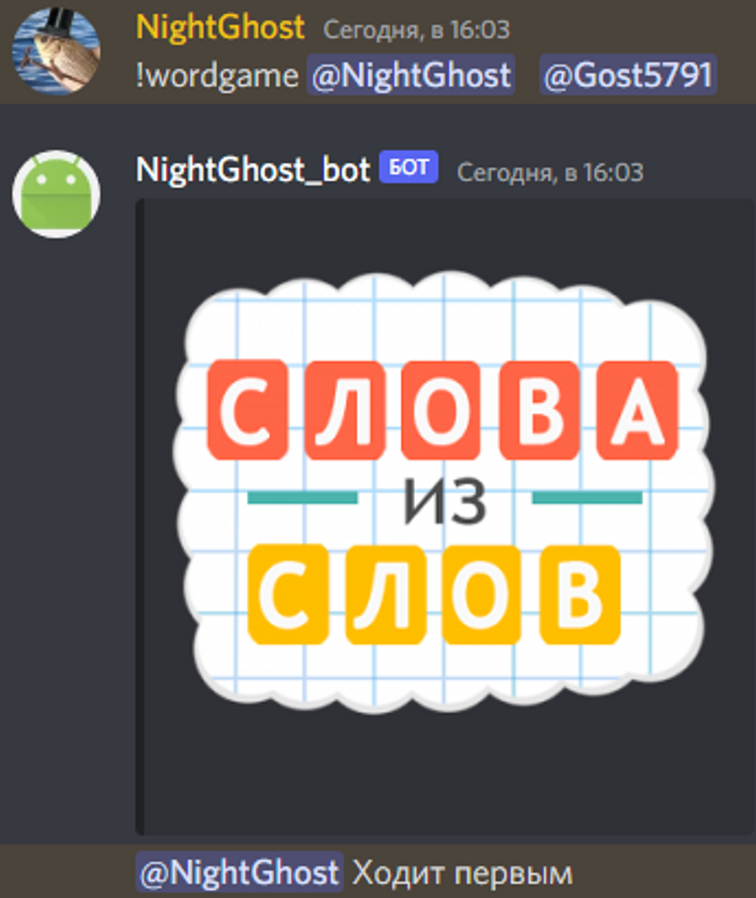 NightGhost Сегодня, в 16:03
!wordgame @NightGhost @Gost5791
NightGhost_bot БОТ Сегодня, в 16:03
СЛОВА
ИЗ
СЛОВ
@NightGhost Ходит первым